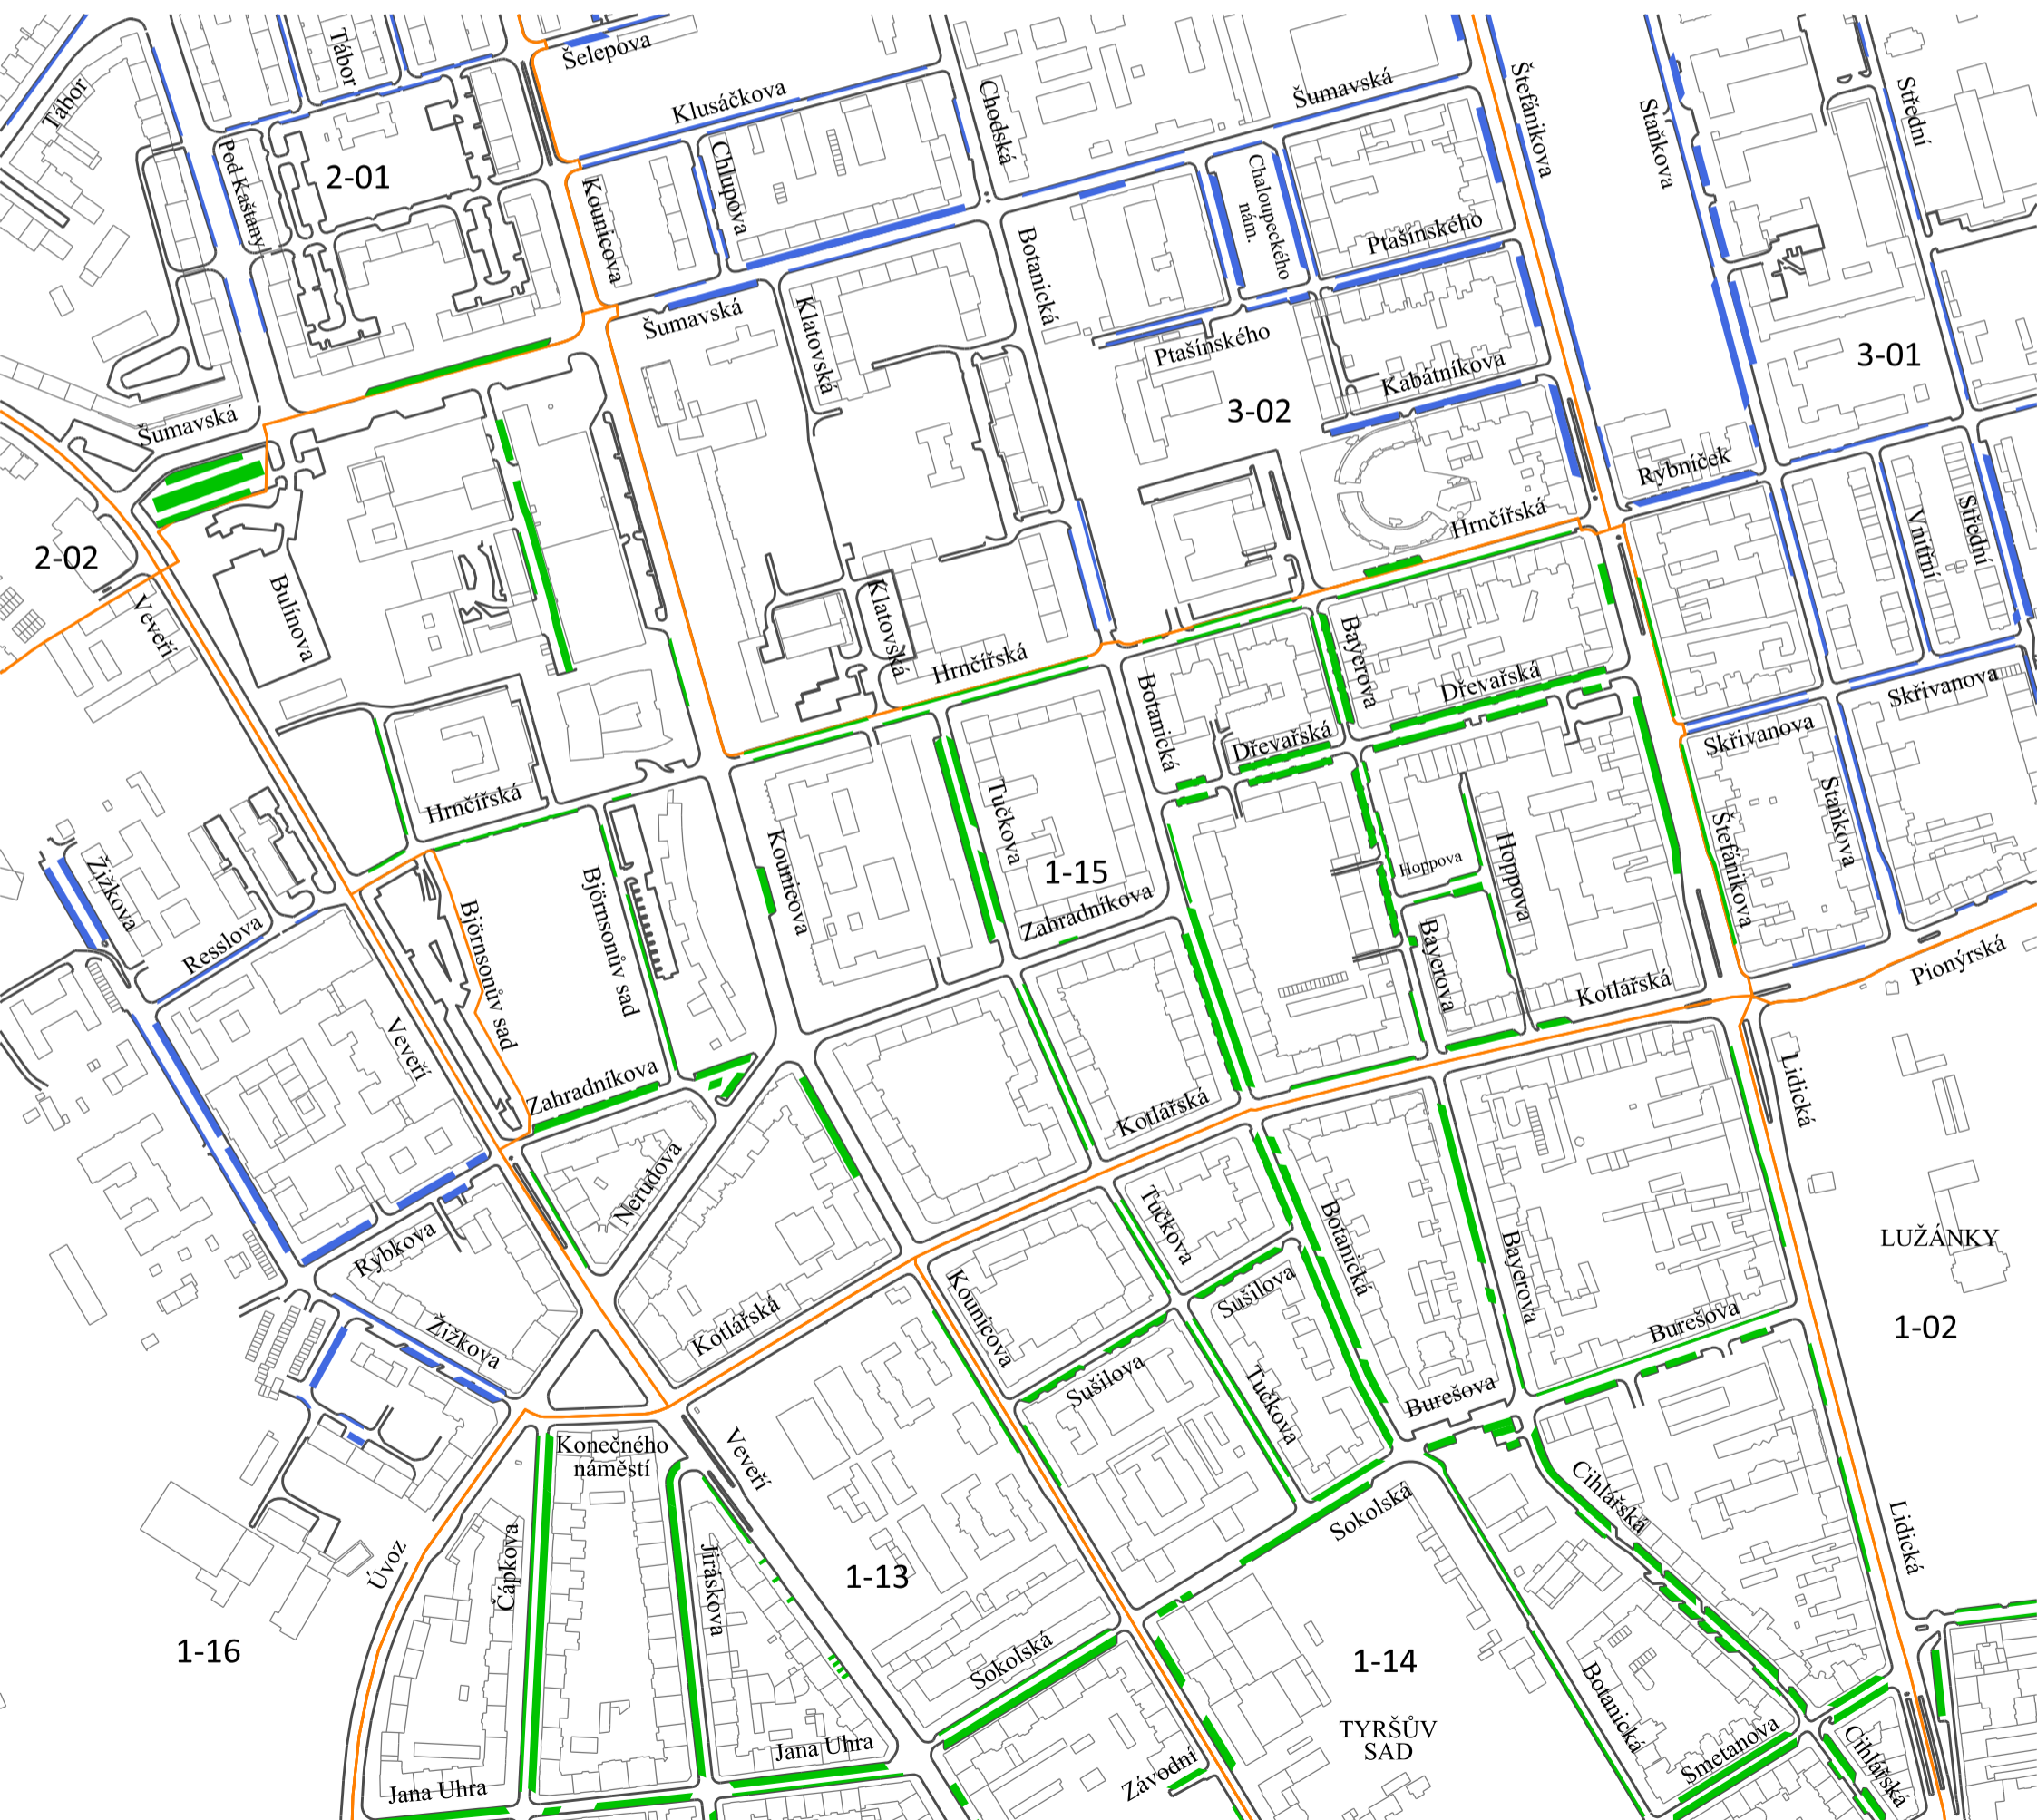 Šelepova
Tábor
Tábor
Klusáčkova
Chodská
Šumavská
Štefánikova
Staňkova
Střední
Pod Kaštany
2-01
Kounicova
Chlupova
Chaloupeckého
nám.
Ptašínského
Botanická
Šumavská
Klatovská
Ptašínského
Kabátníkova
3-01
3-02
Šumavská
Rybníček
Hrnčířská
Vnitřní
Střední
2-02
Veveří
Bulínova
Klatovská
Hrnčířská
Bayerova
Botanická
Dřevařská
Dřevařská
Skřivanova
Skřivanova
Hrnčířská
Tučkova
Kounicova
Štefánikova
Staňkova
Hoppova
Hoppova
1-15
Zahradníkova
Žižkova
Resslova
Björnsonův sad
Björnsonův sad
Bayerova
Kotlářská
Pionýrská
Veveří
Zahradníkova
Kotlářská
Lidická
Nerudova
Rybkova
Tučkova
Botanická
Bayerova
LUŽÁNKY
Sušilova
Kounicova
Žižkova
Kotlářská
Burešova
1-02
Sušilova
Tučkova
Burešova
Konečného
náměstí
Veveří
Cihlářská
Sokolská
Lidická
Úvoz
Čápkova
Jiráskova
1-13
1-16
Sokolská
1-14
Botanická
TYRŠŮV
SAD
Jana Uhra
Závodní
Smetanova
Cihlářská
Jana Uhra